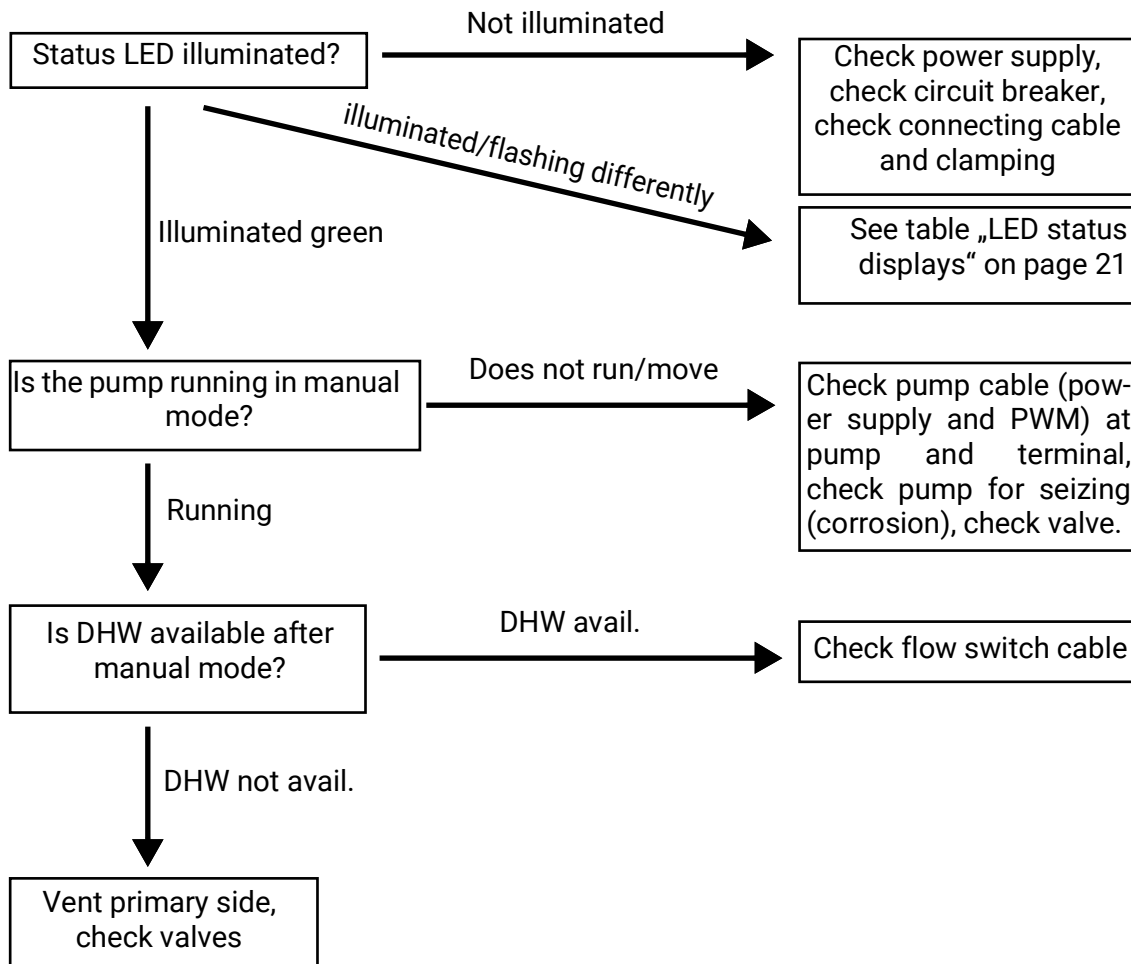 Not illuminated
Status LED illuminated?
Check power supply,
check circuit breaker,
check connecting cable
and clamping
illuminated/flashing differently
Illuminated green
See table „LED status
displays“ on page 21
Is the pump running in manual
mode?
Does not run/move
Check pump cable (pow-
er supply and PWM) at
pump and terminal,
check pump for seizing
(corrosion), check valve.
Running
Is DHW available after
manual mode?
DHW avail.
Check flow switch cable
DHW not avail.
Vent primary side,
check valves